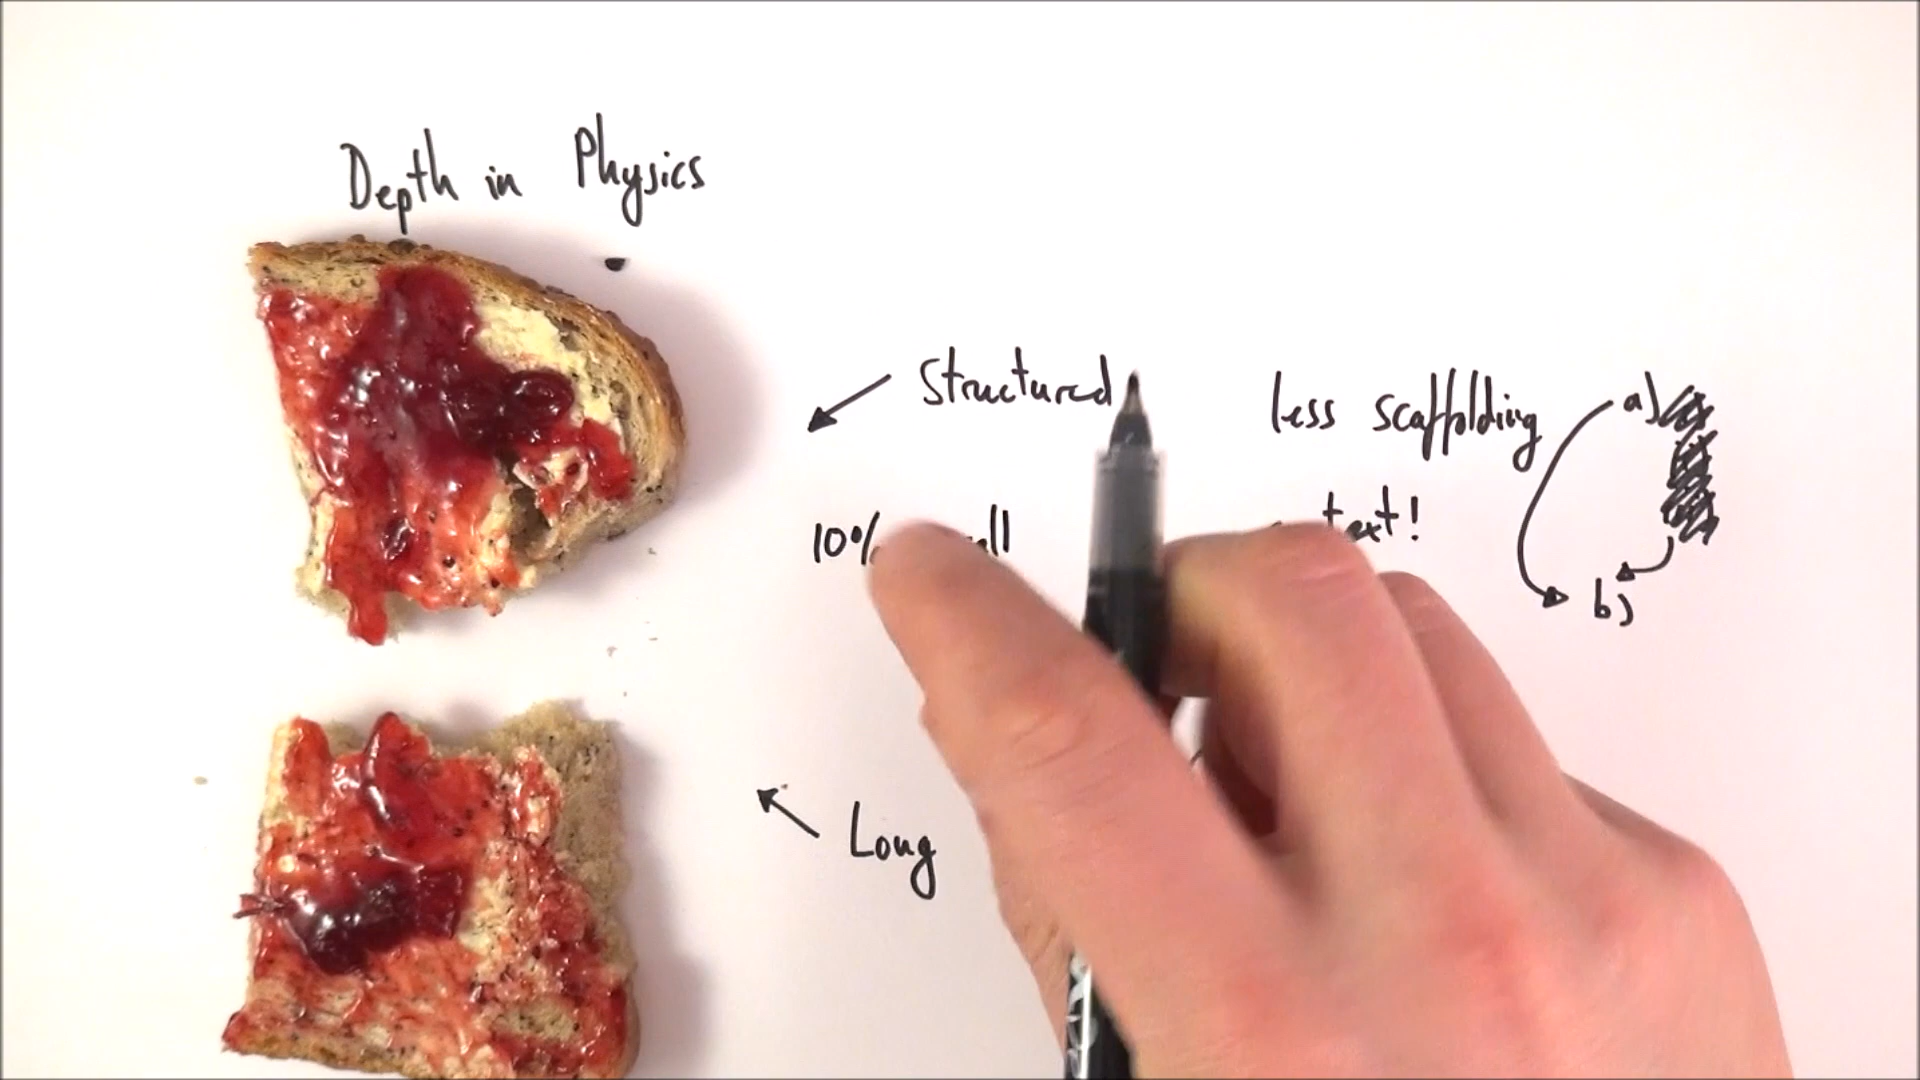 Depth in Physics
Structured
10%
less scaffolding
a)
b)
Long